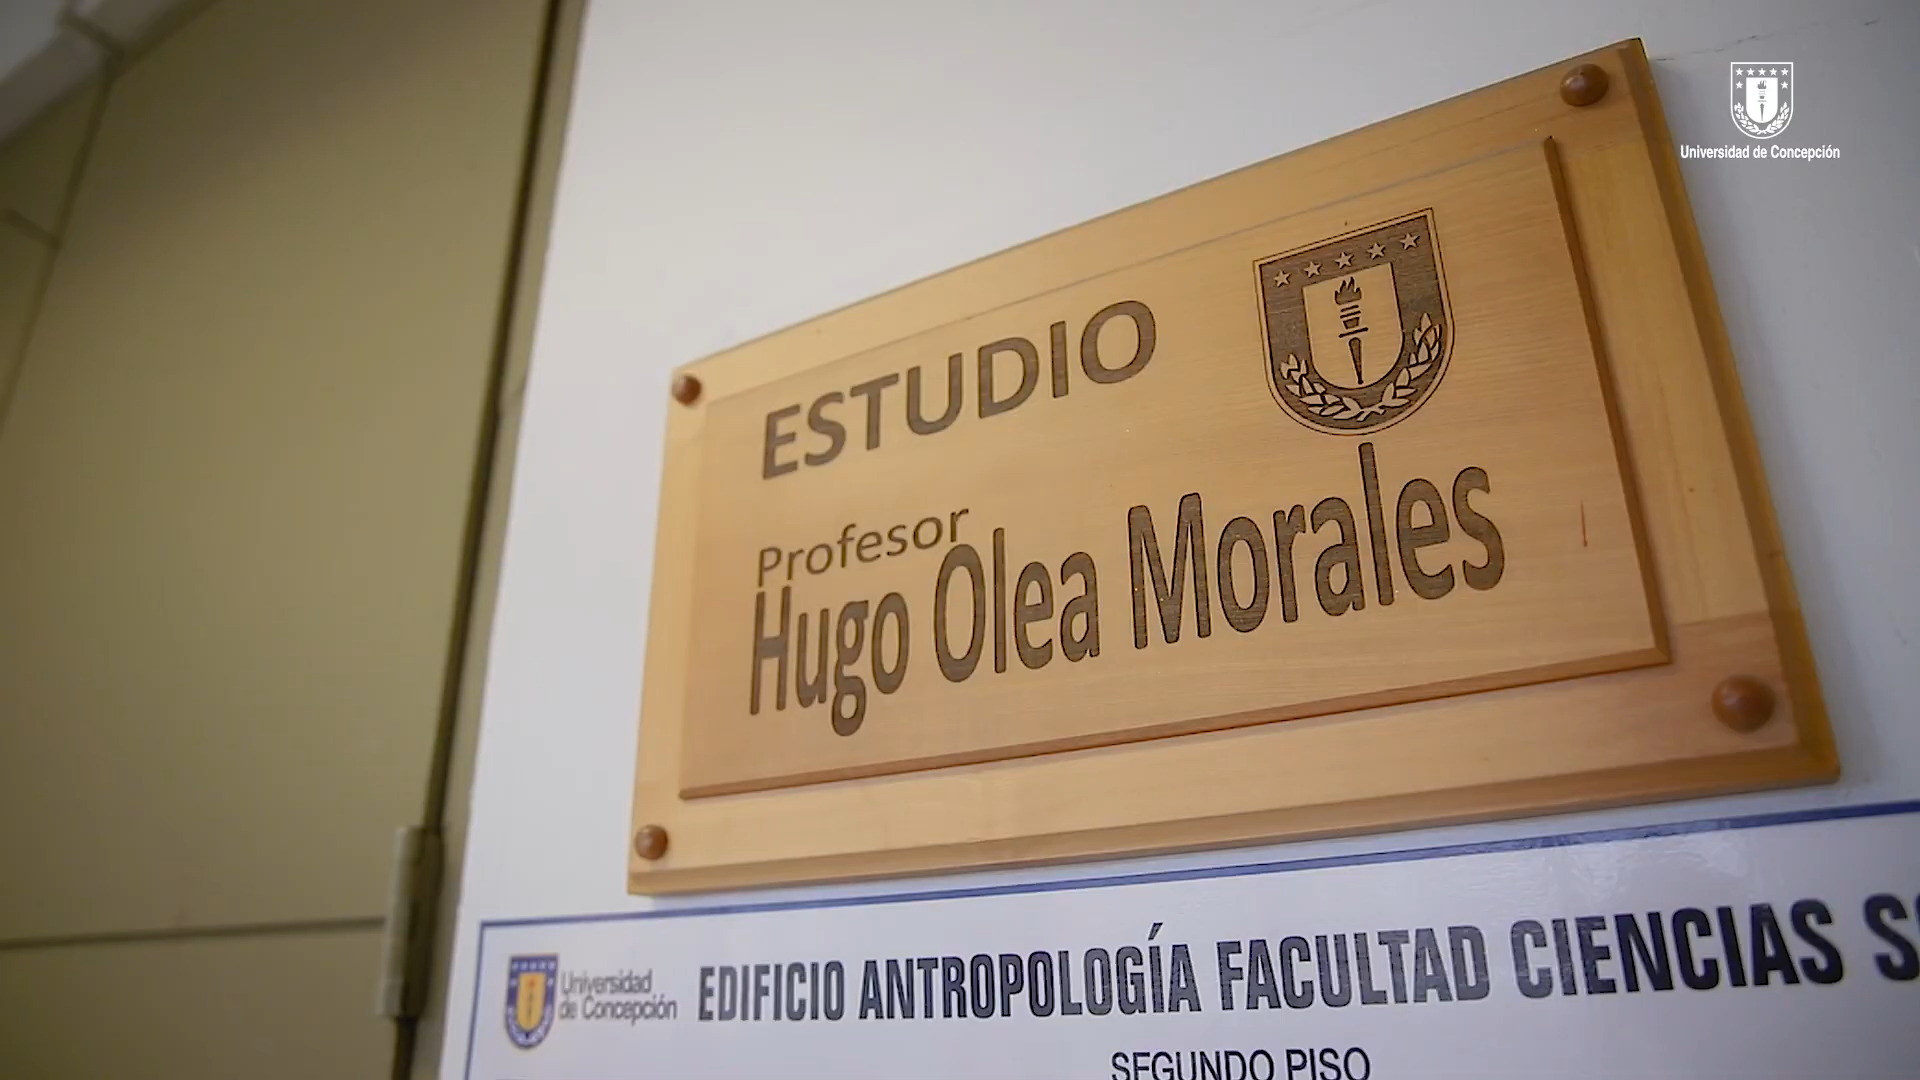 Universidad de Concepción
ESTUDIO
Profesor
Hugo Olea Morales
Universidad
de Concepción
EDIFICIO ANTROPOLOGÍA FACULTAD CIENCIAS
SEGUNDO PISO